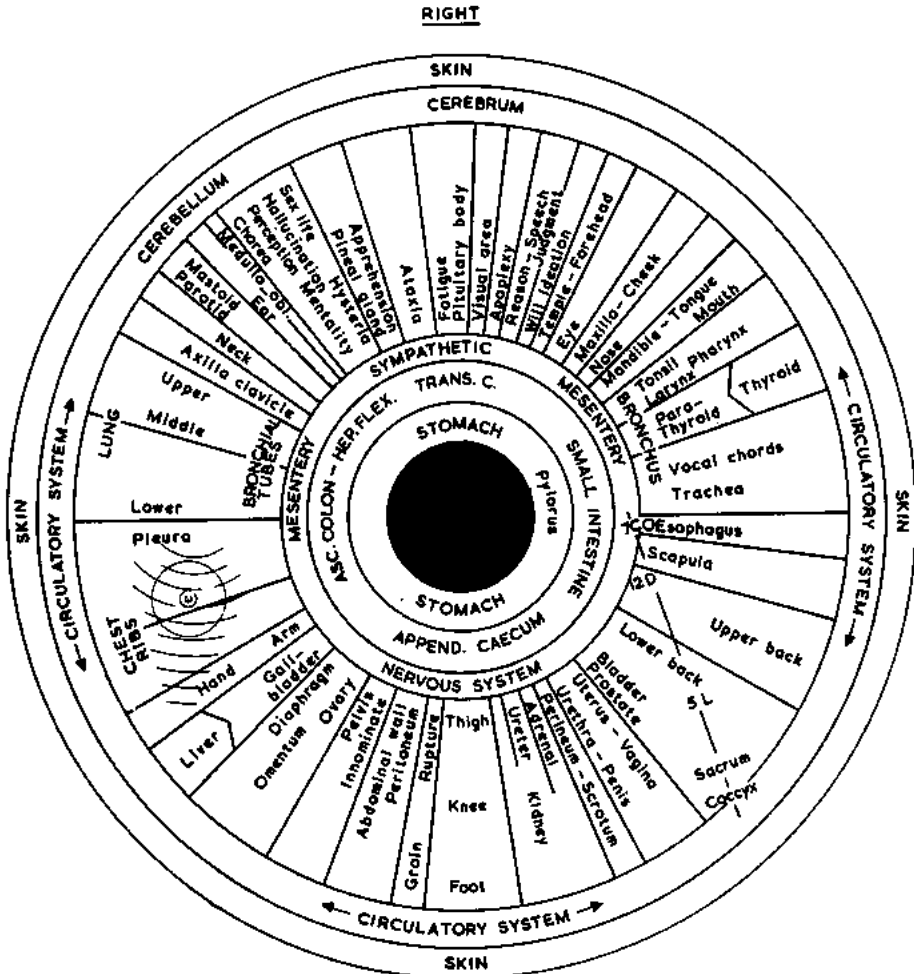 RIGHT
SKIN
CEREBRUM
CEREBELLUM
Parotid
Mastoid
Ear
Medulla obl.
Chorea
Perception
Hallucination
Mentality
Sex life
Hysteria
Pineal gland
Apprehension
Ataxia
Fatigue
Pituitary body
Visual area
Apoplexy
Reason-Speech
Will Judgment
Ideation
Temple-Forehead
Eye
Maxilla-Cheek
Nose
Mandible-Tongue
Mouth
Tonsil
Larynx Pharynx
Para-
Thyroid
Thyroid
Vocal chords
Trachea
Esophagus
Scapula
12D
Upper back
Lower back
5L
Sacrum
Coccyx
Bladder
Prostate
Uterus-Vagina
Urethra-Penis
Perineum-Scrotum
Adrenal
Ureter
Kidney
Thigh
Knee
Foot
Rupture
Groin
Peritoneum
Abdominal wall
Innominate
Pelvis
Ovary
Diaphragm
Omentum
Gall-
bladder
Liver
Arm
Hand
CHEST
RIBS
Pleura
Lower
Middle
Upper
LUNG
BRONCHIAL
TUBES
Axilla clavicle
Neck
SYMPATHETIC
MESENTERY
BRONCHUS
MESENTERY
NERVOUS SYSTEM
ASC. COLON-HEP. FLEX.
TRANS. C.
SMALL INTESTINE
APPEND. CAECUM
STOMACH
Pylorus
STOMACH
CIRCULATORY SYSTEM
CIRCULATORY SYSTEM
CIRCULATORY SYSTEM
SKIN
SKIN
SKIN